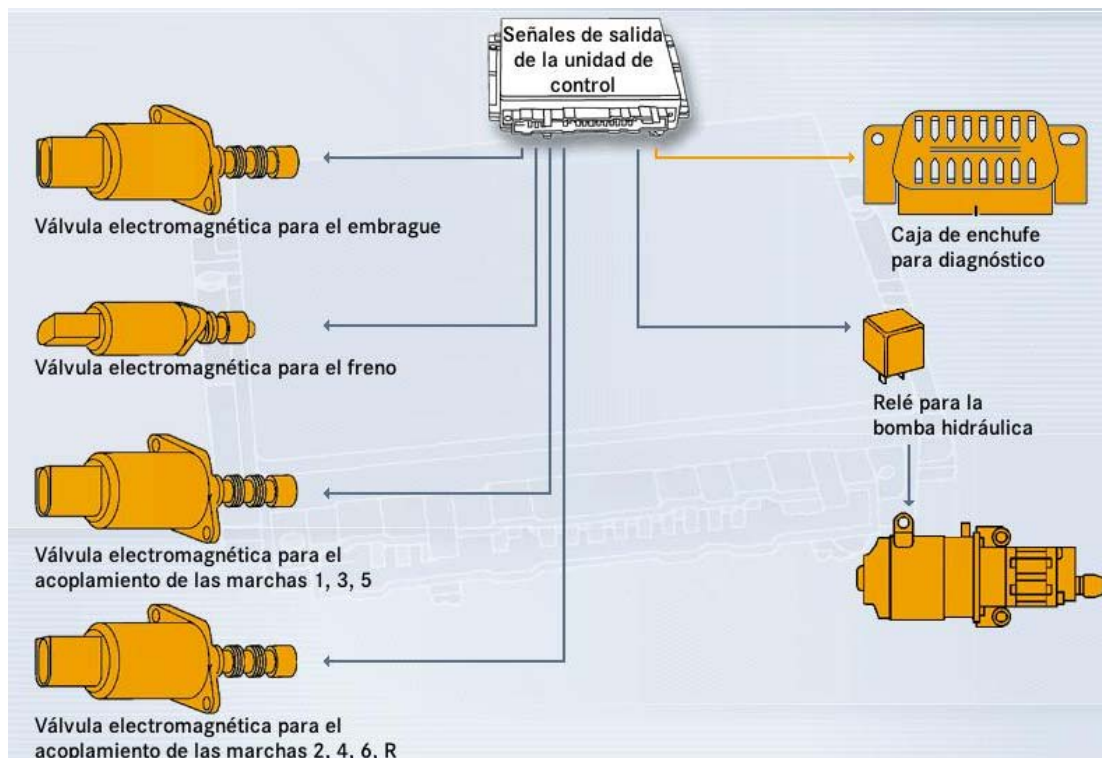 Señales de salida
de la unidad de
control
Válvula electromagnética para el embrague
Válvula electromagnética para el freno
Válvula electromagnética para el
acoplamiento de las marchas 1, 3, 5
Válvula electromagnética para el
acoplamiento de las marchas 2, 4, 6, R
Caja de enchufe
para diagnóstico
Relé para la
bomba hidráulica